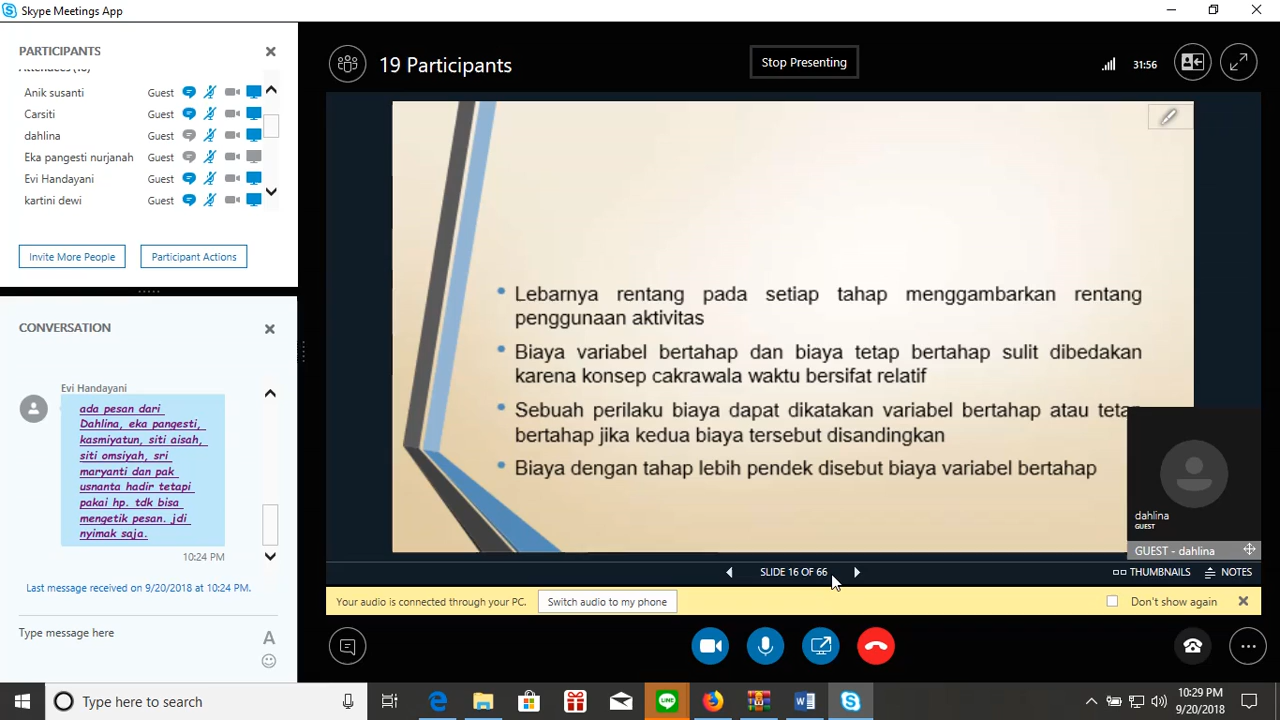 Skype Meetings App
PARTICIPANTS
Anik susanti Guest
Carsiti Guest
dahlina Guest
Eka pangesti nurjanah Guest
Evi Handayani Guest
kartini dewi Guest
Invite More People
Participant Actions
CONVERSATION
Evi Handayani
ada pesan dari
Dahlina, eka pangesti,
kasmiyatun, siti aisah,
siti omsiyah, sri
maryanti dan pak
usnanta hadir tetapi
pakai hp. tdk bisa
mengetik pesan. jdi
nyimak saja.
10:24 PM
Last message received on 9/20/2018 at 10:24 PM.
Type message here
A
19 Participants
Stop Presenting
31:56
Lebarnya rentang pada setiap tahap menggambarkan rentang
penggunaan aktivitas
Biaya variabel bertahap dan biaya tetap bertahap sulit dibedakan
karena konsep cakrawala waktu bersifat relatif
Sebuah perilaku biaya dapat dikatakan variabel bertahap atau tetap
bertahap jika kedua biaya tersebut disandingkan
Biaya dengan tahap lebih pendek disebut biaya variabel bertahap
dahlina
GUEST
GUEST - dahlina
SLIDE 16 OF 66
THUMBNAILS
NOTES
Your audio is connected through your PC.
Switch audio to my phone
Don't show again
Type here to search
LINE
10:29 PM
9/20/2018